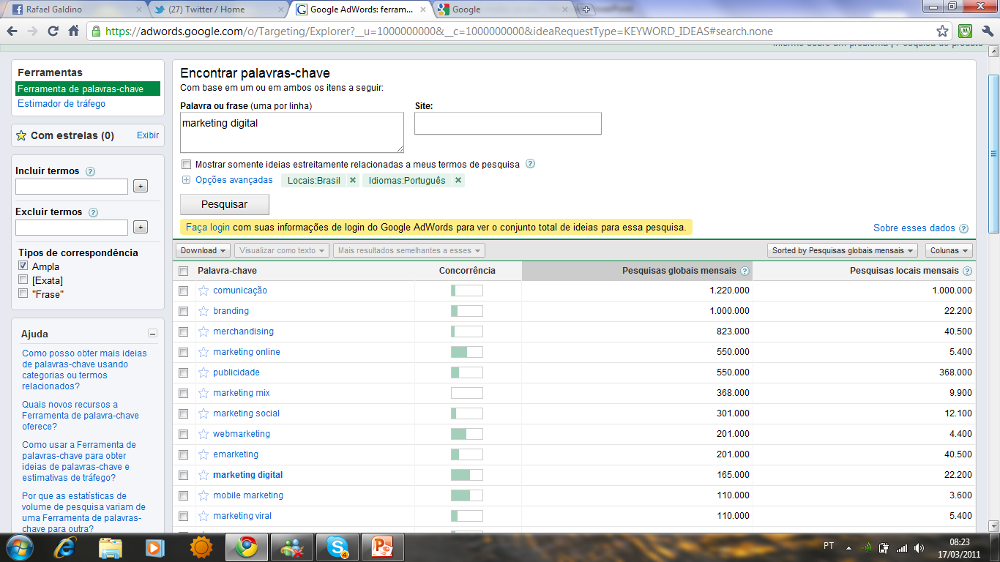 Rafael Galdino
(27) Twitter / Home
Google AdWords: ferram...
Google
https://adwords.google.com/o/Targeting/Explorer?__u=1000000000&__c=1000000000&ideaRequestType=KEYWORD_IDEAS#search.none
Informe sobre um problema | Pesquisa de produto
Ferramentas
Ferramenta de palavras-chave
Estimador de tráfego
Com estrelas (0) Exibir
Incluir termos
+
Excluir termos
+
Tipos de correspondência
Ampla
[Exata]
"Frase"
Ajuda
Como posso obter mais ideias
de palavras-chave usando
categorias ou termos
relacionados?
Quais novos recursos a
Ferramenta de palavra-chave
oferece?
Como usar a Ferramenta de
palavras-chave para obter
ideias de palavras-chave e
estimativas de tráfego?
Por que as estatísticas de
volume de pesquisa variam de
uma Ferramenta de palavras-
chave para outra?
Encontrar palavras-chave
Com base em um ou em ambos os itens a seguir:
Palavra ou frase (uma por linha) Site:
marketing digital
Mostrar somente ideias estreitamente relacionadas a meus termos de pesquisa
Opções avançadas Locais:Brasil Idiomas:Português
Pesquisar
Faça login com suas informações de login do Google AdWords para ver o conjunto total de ideias para essa pesquisa.
Sobre esses dados
Download Visualizar como texto Mais resultados semelhantes a esses Sorted by Pesquisas globais mensais Colunas
Palavra-chave Concorrência Pesquisas globais mensais Pesquisas locais mensais
comunicação 1.220.000 1.000.000
branding 1.000.000 22.200
merchandising 823.000 40.500
marketing online 550.000 5.400
publicidade 550.000 368.000
marketing mix 368.000 9.900
marketing social 301.000 12.100
webmarketing 201.000 4.400
emarketing 201.000 40.500
marketing digital 165.000 22.200
mobile marketing 110.000 3.600
marketing viral 110.000 5.400
4
PT
08:23
17/03/2011